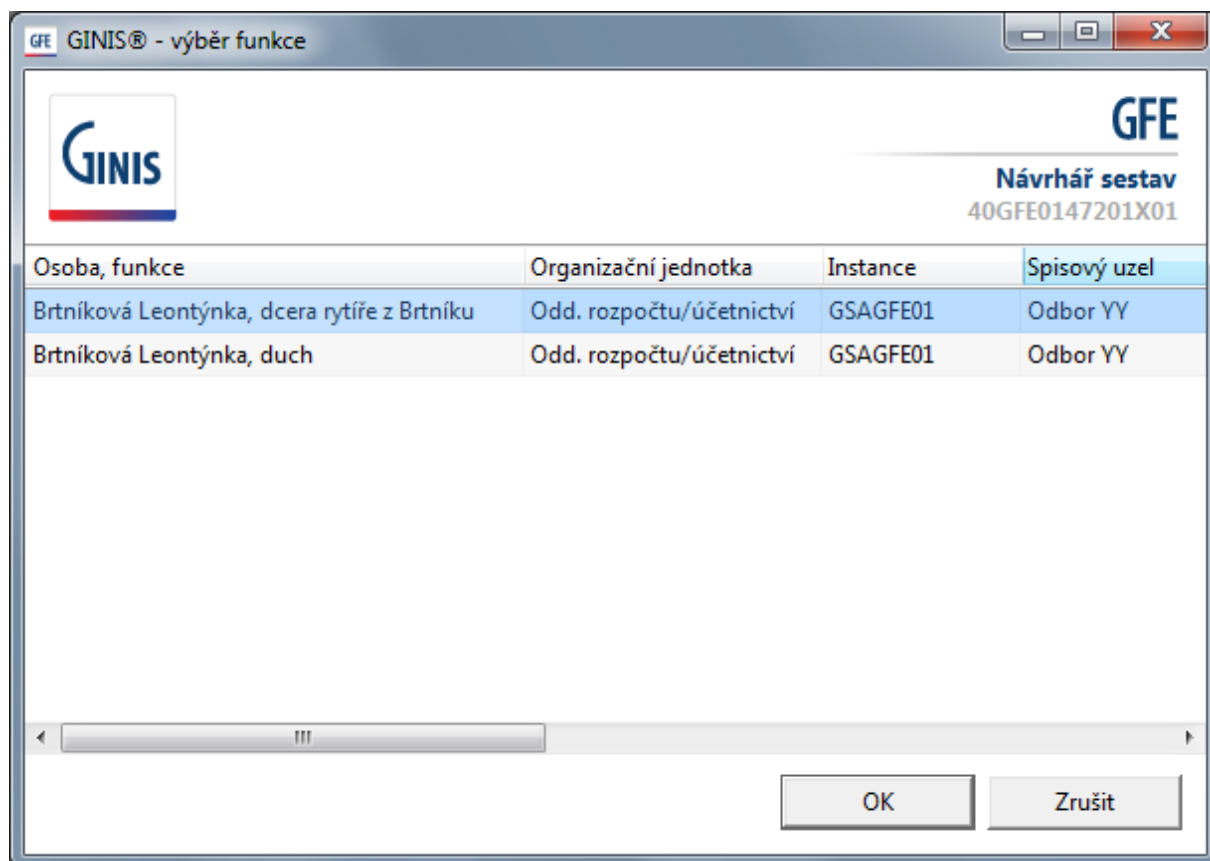 GFE GINIS® - výběr funkce
GINIS
GFE
Návrhář sestav
40GFE0147201X01
Osoba, funkce Organizační jednotka Instance Spisový uzel
Brtníková Leontýnka, dcera rytíře z Brtníku Odd. rozpočtu/účetnictví GSAGFE01 Odbor YY
Brtníková Leontýnka, duch Odd. rozpočtu/účetnictví GSAGFE01 Odbor YY
OK Zrušit